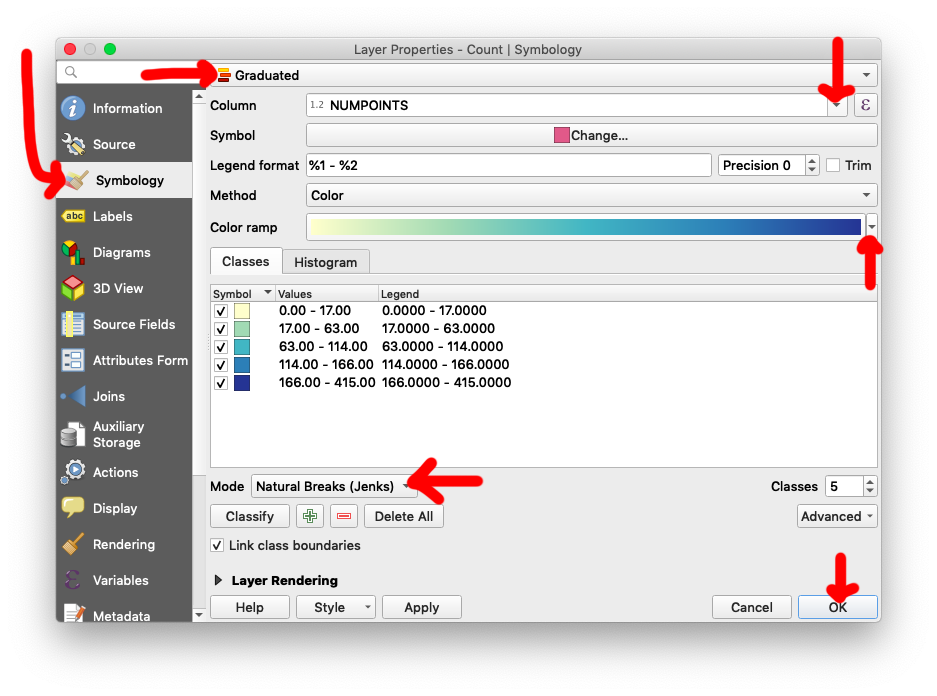 Layer Properties - Count | Symbology
Graduated
Information
Source
Symbology
abc Labels
Diagrams
3D View
Source Fields
Attributes Form
Joins
Auxiliary
Storage
Actions
Display
Rendering
ε Variables
Metadata
Column 1.2 NUMPOINTS ε
Symbol Change...
Legend format %1 - %2 Precision 0 Trim
Method Color
Color ramp
Classes Histogram
Symbol Values Legend
0.00 - 17.00 0.0000 - 17.0000
17.00 - 63.00 17.0000 - 63.0000
63.00 - 114.00 63.0000 - 114.0000
114.00 - 166.00 114.0000 - 166.0000
166.00 - 415.00 166.0000 - 415.0000
Mode Natural Breaks (Jenks) Classes 5
Classify Delete All Advanced
Link class boundaries
Layer Rendering
Help Style Apply Cancel OK